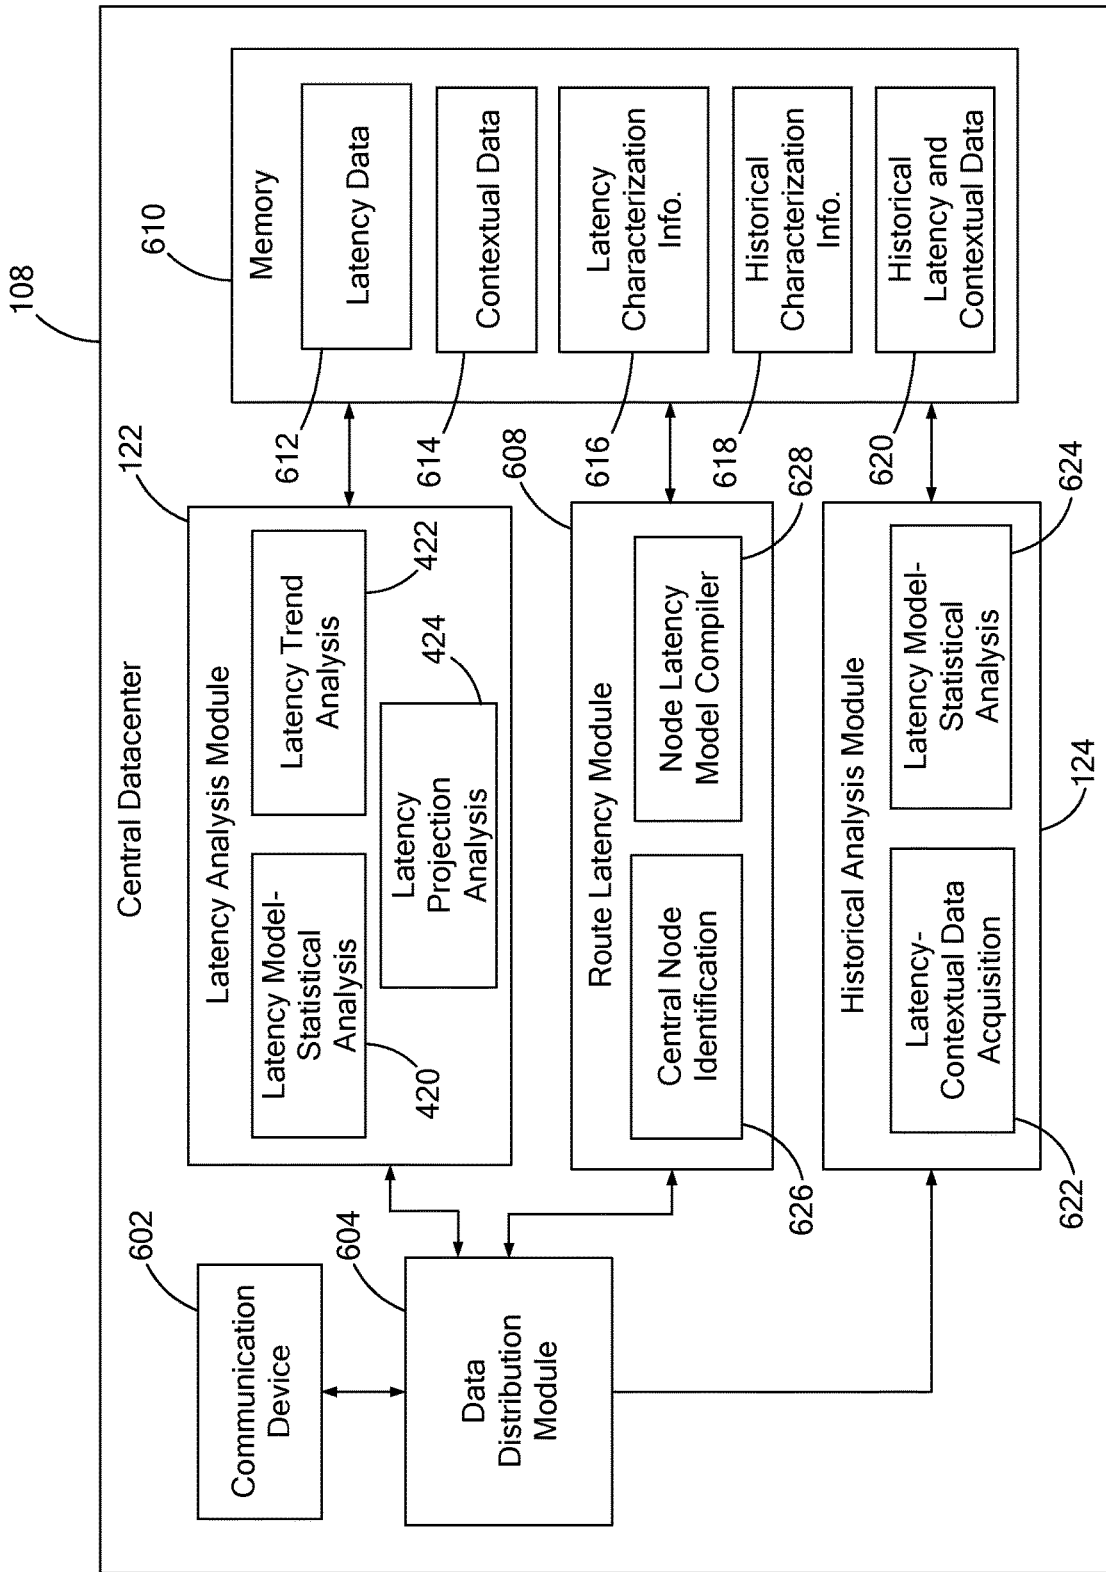 108
Central Datacenter
602
Communication
Device
604
Data
Distribution
Module
122
Latency Analysis Module
Latency Model-
Statistical
Analysis
420
Latency Trend
Analysis
422
Latency
Projection
Analysis
424
608
Route Latency Module
Central Node
Identification
626
Node Latency
Model Compiler
628
Historical Analysis Module
Latency-
Contextual Data
Acquisition
622
Latency Model-
Statistical
Analysis
624
124
610
Memory
Latency Data
612
Contextual Data
614
Latency
Characterization
Info.
616
Historical
Characterization
Info.
618
Historical
Latency and
Contextual Data
620